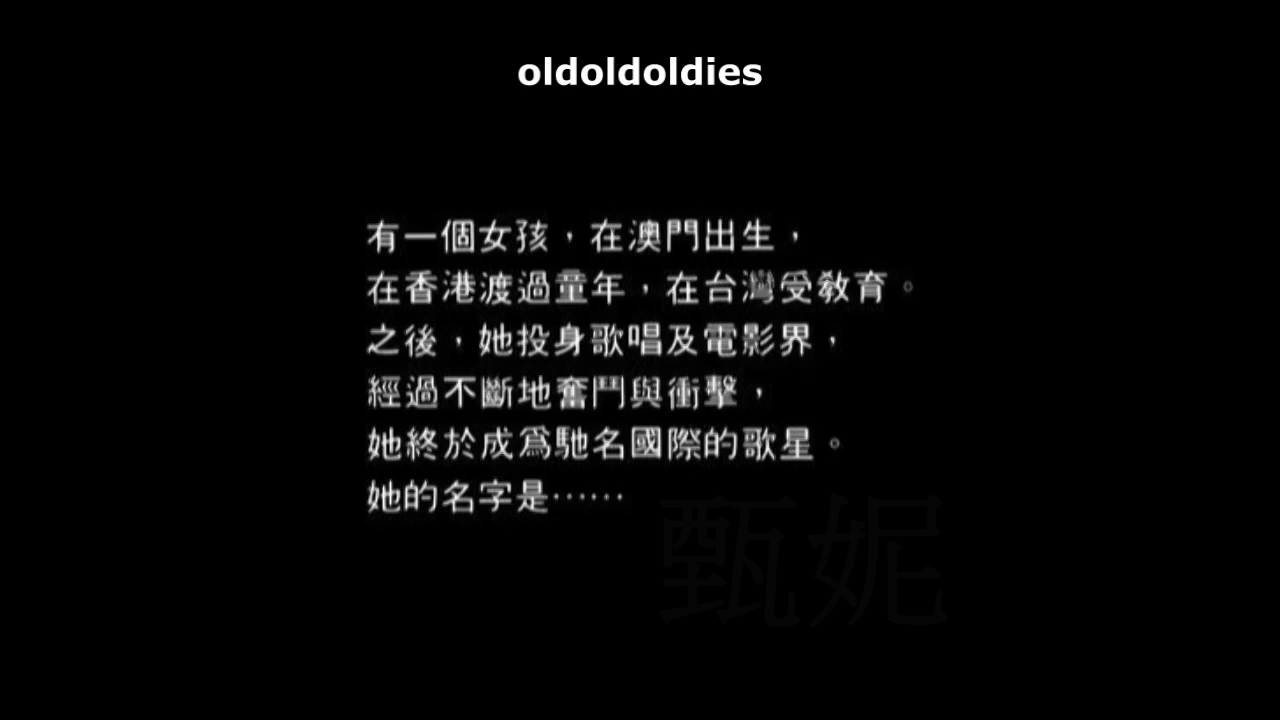 oldoldoldies
有一個女孩，在澳門出生，
在香港渡過童年，在台灣受教育。
之後，她投身歌唱及電影界，
經過不斷地奮鬥與衝擊，
她終於成爲馳名國際的歌星。
她的名字是……
甄妮